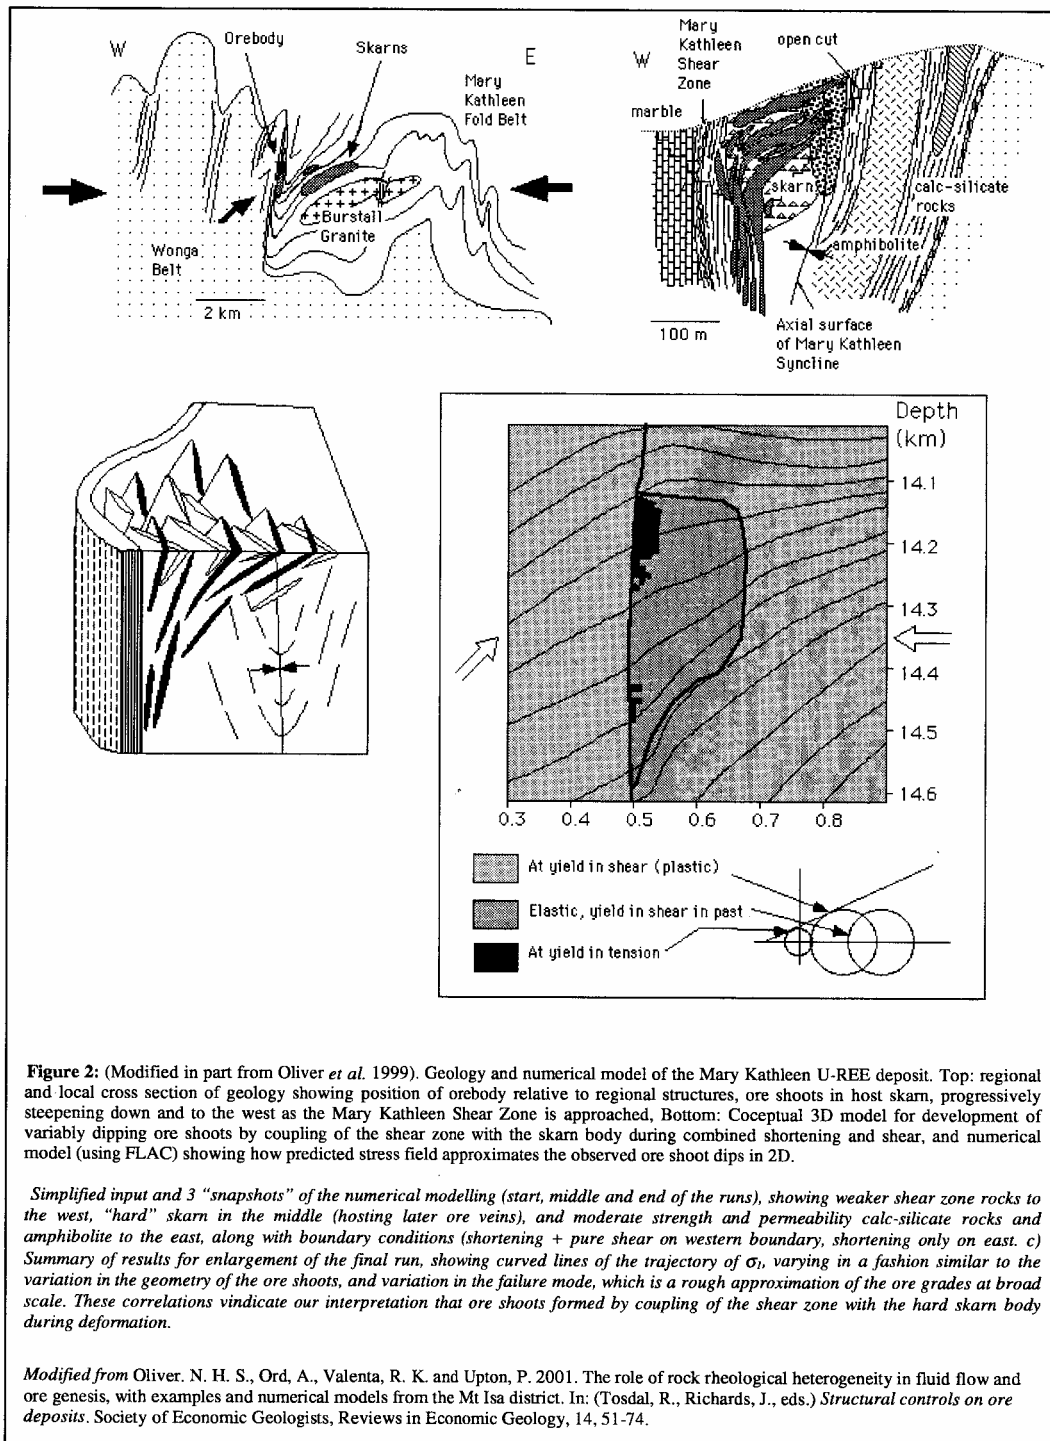 W
Orebody
Skarns
E
Mary
Kathleen
Fold Belt
Burstall
Granite
Wonga
Belt
2 km
W
Mary
Kathleen
Shear
Zone
open cut
marble
skarn
calc-silicate
rocks
amphibolite
100 m
Axial surface
of Mary Kathleen
Syncline
Depth
(km)
14.1
14.2
14.3
14.4
14.5
14.6
0.3 0.4 0.5 0.6 0.7 0.8
At yield in shear (plastic)
Elastic, yield in shear in past
At yield in tension
Figure 2: (Modified in part from Oliver et al. 1999). Geology and numerical model of the Mary Kathleen U-REE deposit. Top: regional
and local cross section of geology showing position of orebody relative to regional structures, ore shoots in host skarn, progressively
steepening down and to the west as the Mary Kathleen Shear Zone is approached, Bottom: Coceptual 3D model for development of
variably dipping ore shoots by coupling of the shear zone with the skarn body during combined shortening and shear, and numerical
model (using FLAC) showing how predicted stress field approximates the observed ore shoot dips in 2D.
Simplified input and 3 "snapshots" of the numerical modelling (start, middle and end of the runs), showing weaker shear zone rocks to
the west, "hard" skarn in the middle (hosting later ore veins), and moderate strength and permeability calc-silicate rocks and
amphibolite to the east, along with boundary conditions (shortening + pure shear on western boundary, shortening only on east. c)
Summary of results for enlargement of the final run, showing curved lines of the trajectory of σ₁, varying in a fashion similar to the
variation in the geometry of the ore shoots, and variation in the failure mode, which is a rough approximation of the ore grades at broad
scale. These correlations vindicate our interpretation that ore shoots formed by coupling of the shear zone with the hard skarn body
during deformation.
Modified from Oliver. N. H. S., Ord, A., Valenta, R. K. and Upton, P. 2001. The role of rock rheological heterogeneity in fluid flow and
ore genesis, with examples and numerical models from the Mt Isa district. In: (Tosdal, R., Richards, J., eds.) Structural controls on ore
deposits. Society of Economic Geologists, Reviews in Economic Geology, 14, 51-74.